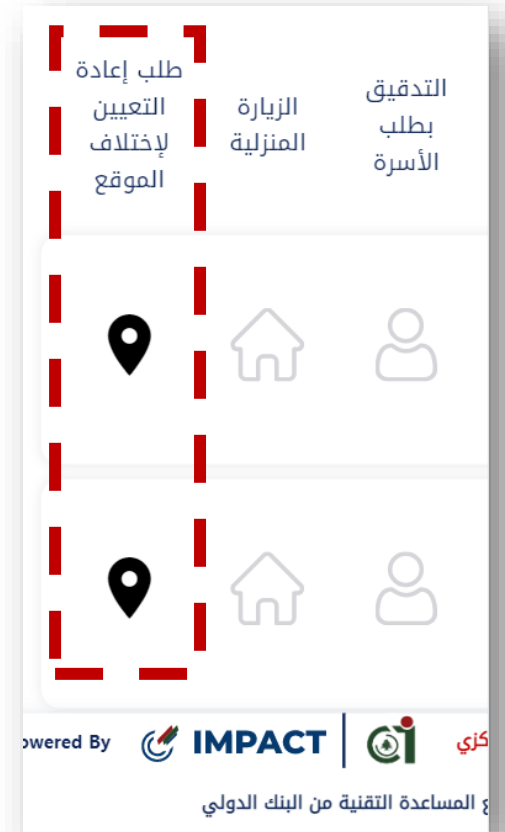 التدقيق
بطلب
الأسرة
الزيارة
المنزلية
طلب إعادة
التعيين
لإختلاف
الموقع
owered By IMPACT كزي
ع المساعدة التقنية من البنك الدولي